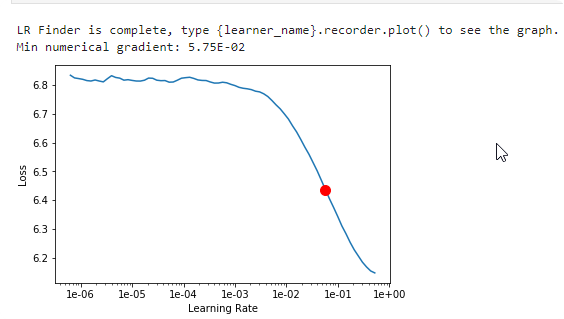 LR Finder is complete, type {learner_name}.recorder.plot() to see the graph.
Min numerical gradient: 5.75E-02
6.8
6.7
6.6
6.5
6.4
6.3
6.2
Loss
1e-06 1e-05 1e-04 1e-03 1e-02 1e-01 1e+00
Learning Rate